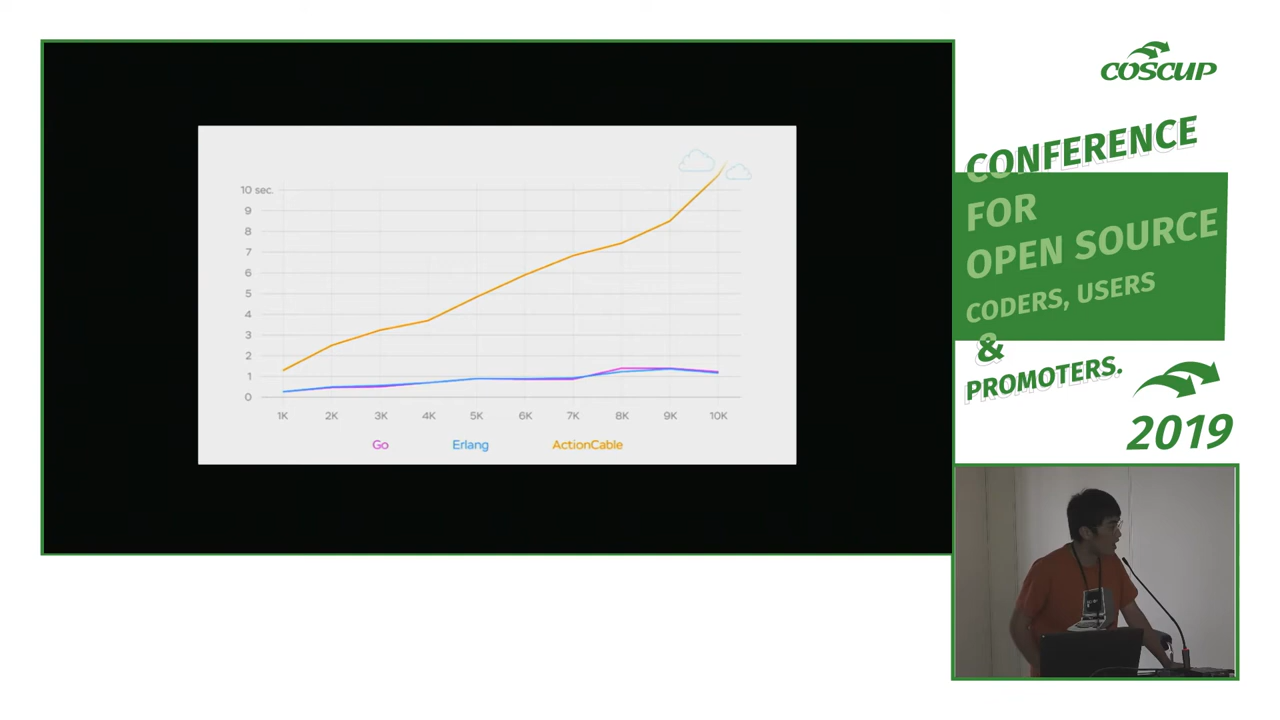 10 sec.
9
8
7
6
5
4
3
2
1
0
1K 2K 3K 4K 5K 6K 7K 8K 9K 10K
Go Erlang ActionCable
COSCUP
CONFERENCE
FOR
OPEN SOURCE
CODERS, USERS
&
PROMOTERS.
2019